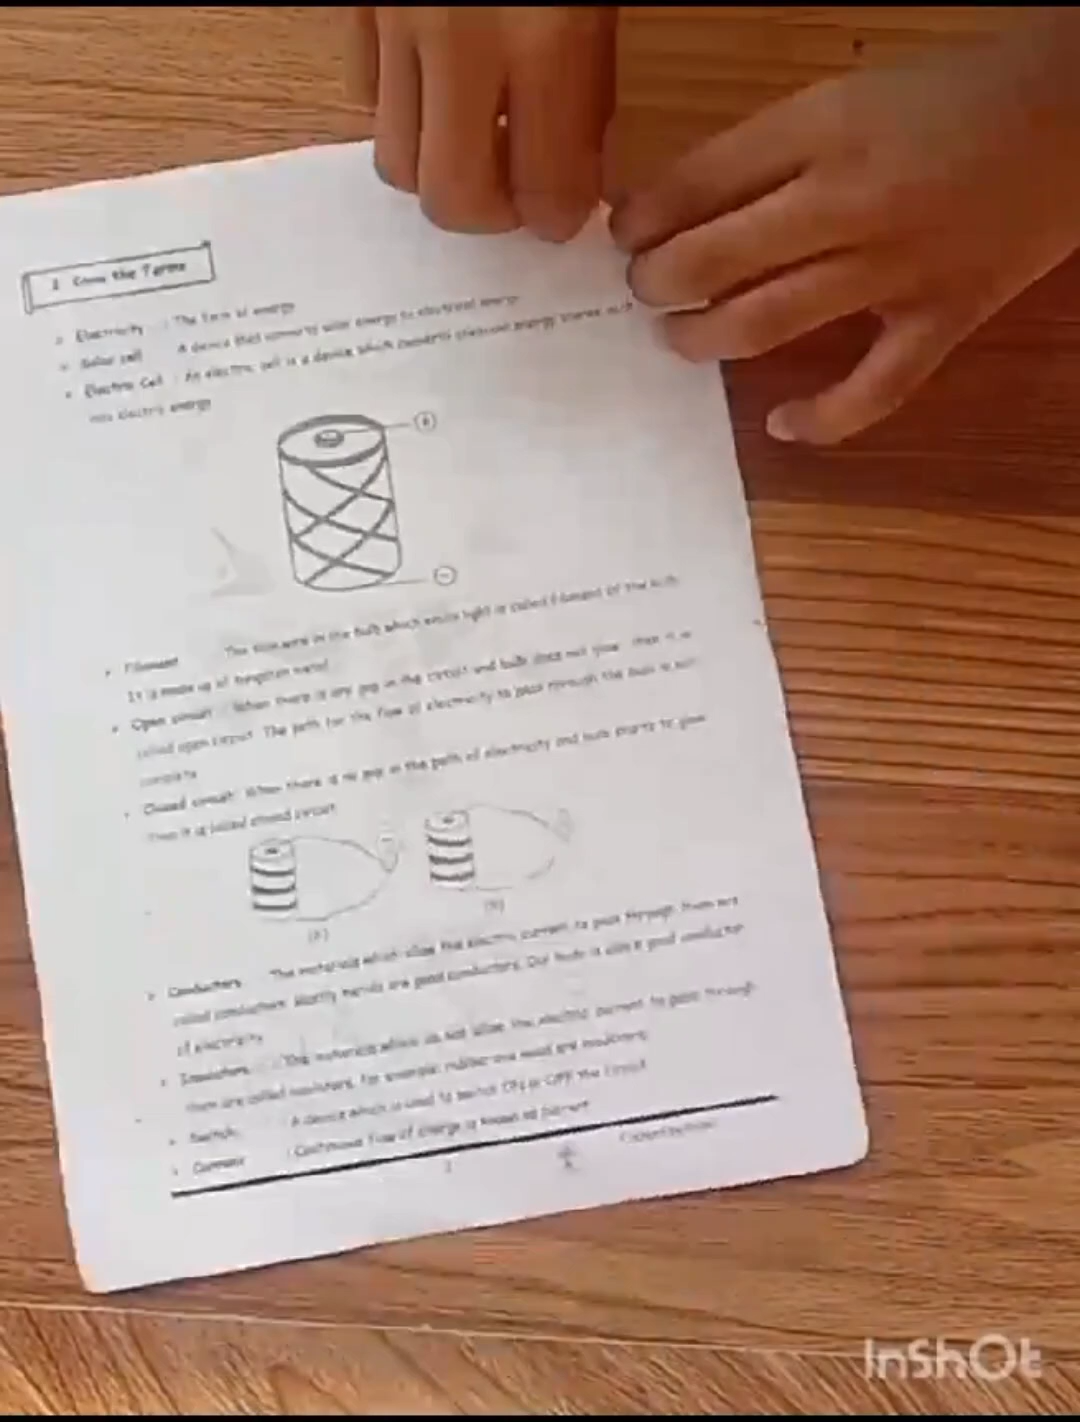 1 Know the Terms
Electricity : The form of energy
Solar cell A device that converts solar energy to electrical energy
Electric Cell : An electric cell is a device which converts chemical energy stored in it
into electric energy
+
−
Filament The thin wire in the bulb which emits light is called filament of the bulb
It is made up of tungsten metal
Open circuit : When there is any gap in the circuit and bulb does not glow then it is
called open circuit. The path for the flow of electricity to pass through the bulb is not
complete
Closed circuit: When there is no gap in the path of electricity and bulb starts to glow
then it is called closed circuit
(A) (B)
Conductors The materials which allow the electric current to pass through them are
called conductors. Mostly metals are good conductors. Our body is also a good conductor
of electricity
Insulators : The materials which do not allow the electric current to pass through
them are called insulators. for example: rubber and wood are insulators.
Switch : A device which is used to switch ON or OFF the circuit
Current : Continuous flow of charge is known as current
InShOt